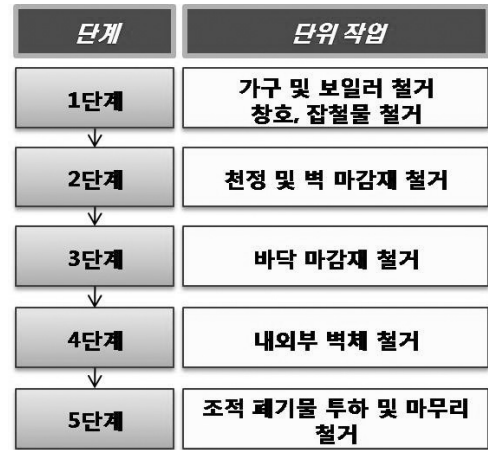 단계
단위 작업
1단계
가구 및 보일러 철거
창호, 잡철물 철거
2단계
천정 및 벽 마감재 철거
3단계
바닥 마감재 철거
4단계
내외부 벽체 철거
5단계
조적 폐기물 투하 및 마무리
철거